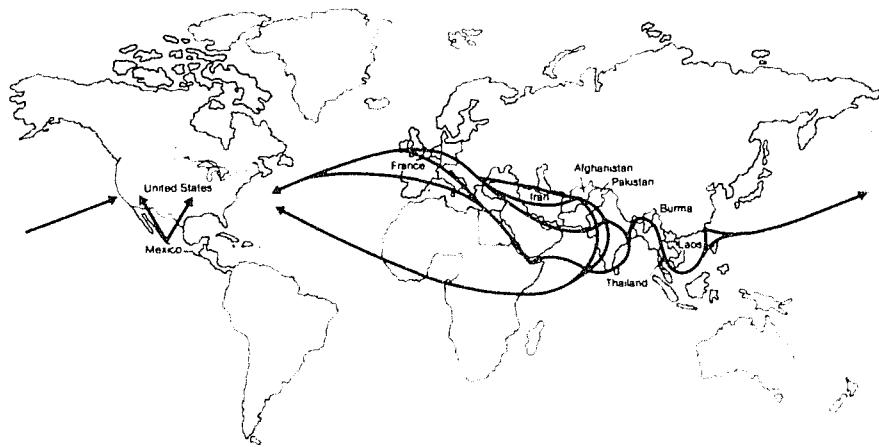 France
Afghanistan
Pakistan
United States
Iran
Burma
Mexico
Laos
Thailand